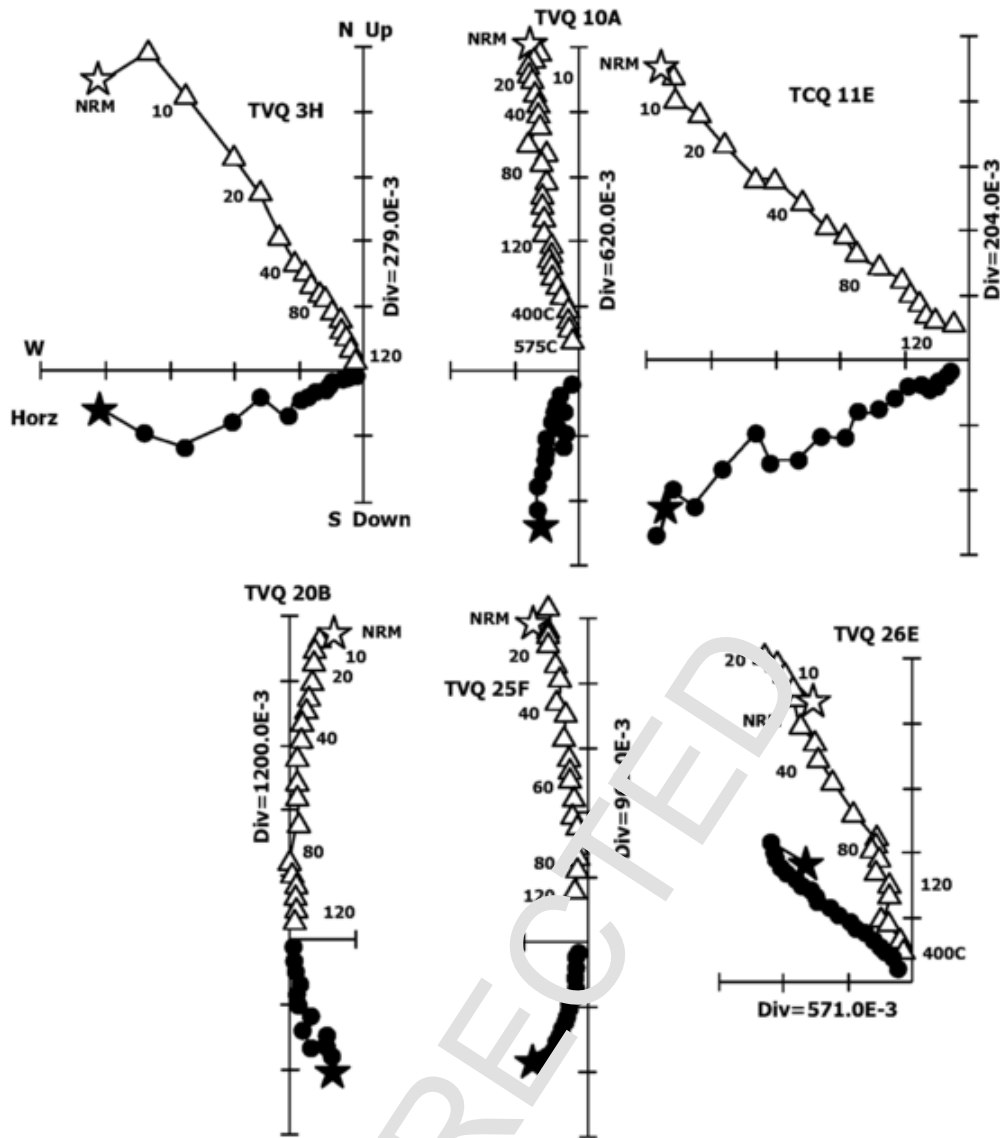 N Up
NRM
10
TVQ 3H
20
40
80
120
Div=279.0E-3
W
Horz
S Down
TVQ 10A
NRM
10
20
40
80
120
400C
575C
Div=620.0E-3
NRM
10
TCQ 11E
20
40
80
120
Div=204.0E-3
TVQ 20B
NRM
10
20
40
80
120
Div=1200.0E-3
NRM
20
TVQ 25F
40
60
80
120
TVQ 26E
20
10
40
80
120
400C
Div=571.0E-3
RECTED